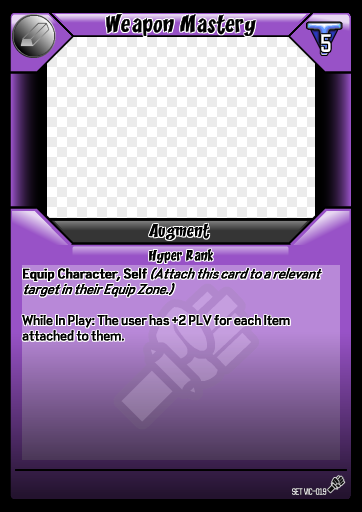 Weapon Mastery
5
Augment
Hyper Rank
Equip Character, Self (Attach this card to a relevant
target in their Equip Zone.)
While In Play: The user has +2 PLV for each Item
attached to them.
SET VIC-019